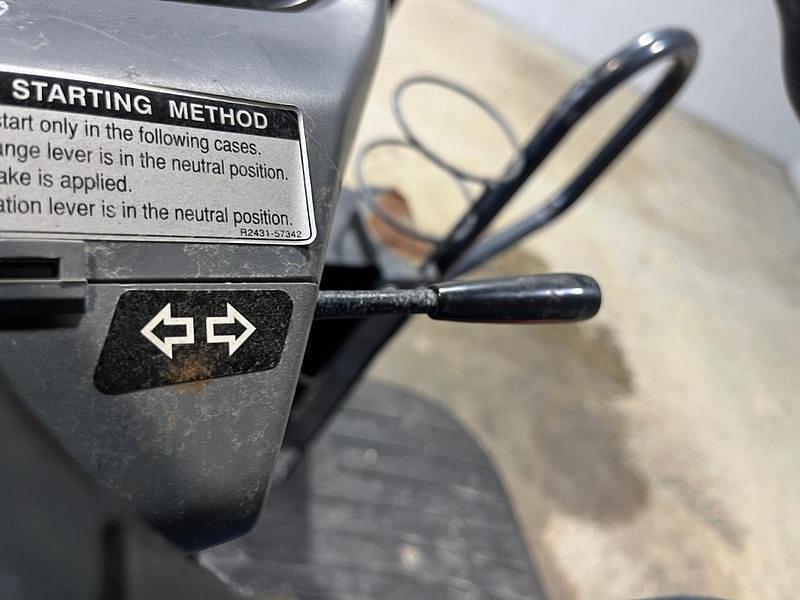 STARTING METHOD
start only in the following cases.
ange lever is in the neutral position.
ake is applied.
ation lever is in the neutral position.
R2431-57342